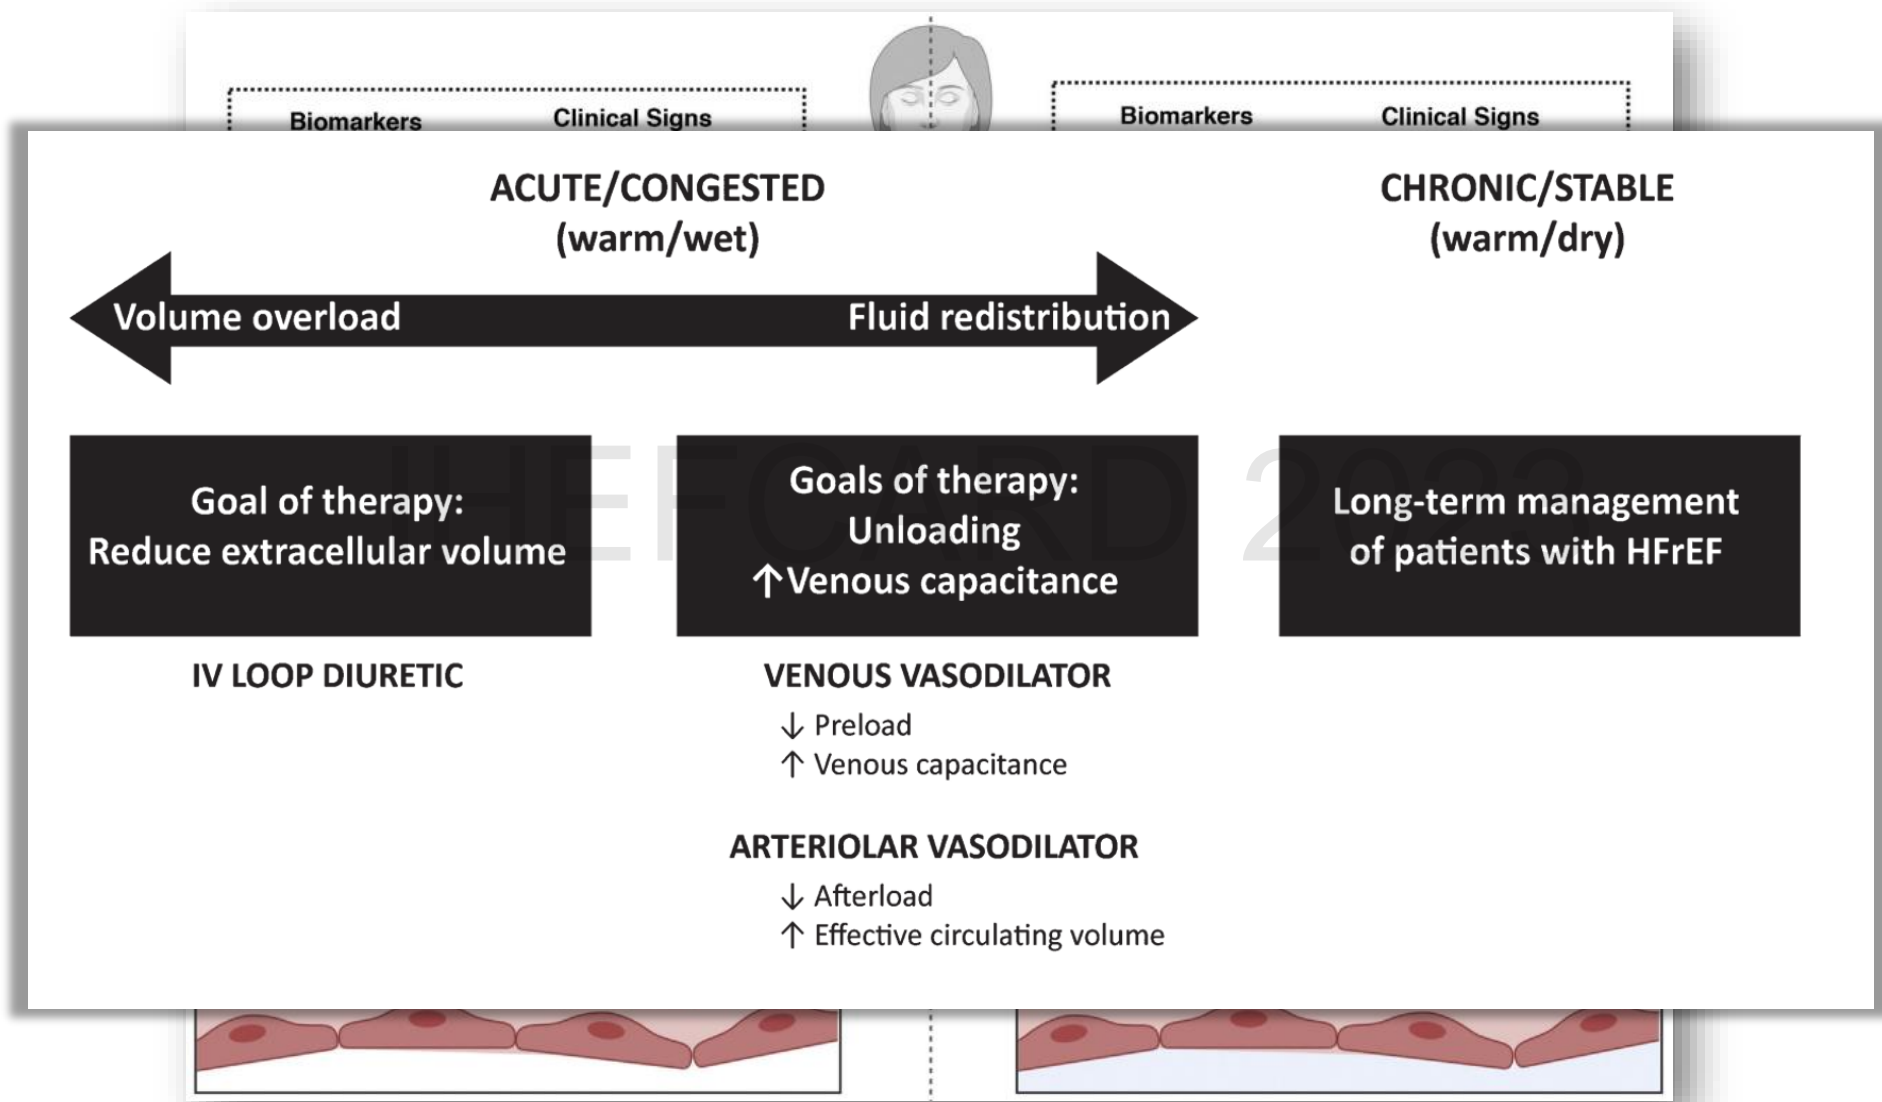 Biomarkers
Clinical Signs
Biomarkers
Clinical Signs
ACUTE/CONGESTED
(warm/wet)
CHRONIC/STABLE
(warm/dry)
Volume overload
Fluid redistribution
Goal of therapy:
Reduce extracellular volume
Goals of therapy:
Unloading
↑Venous capacitance
Long-term management
of patients with HFrEF
IHEFCARD 2023
IV LOOP DIURETIC
VENOUS VASODILATOR
↓ Preload
↑ Venous capacitance
ARTERIOLAR VASODILATOR
↓ Afterload
↑ Effective circulating volume